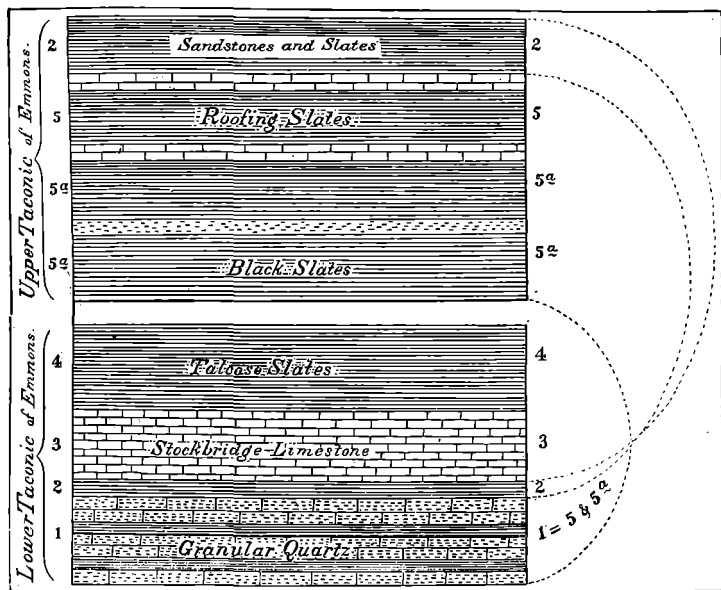 Upper Taconic of Emmons.
2 Sandstones and Slates 2
5 Roofing Slates 5
5a 5a
5a Black Slates 5a
Lower Taconic of Emmons.
4 Talcose Slates 4
3 Stockbridge-Limestone 3
2 2
1 Granular Quartz 1 = 5 & 5a